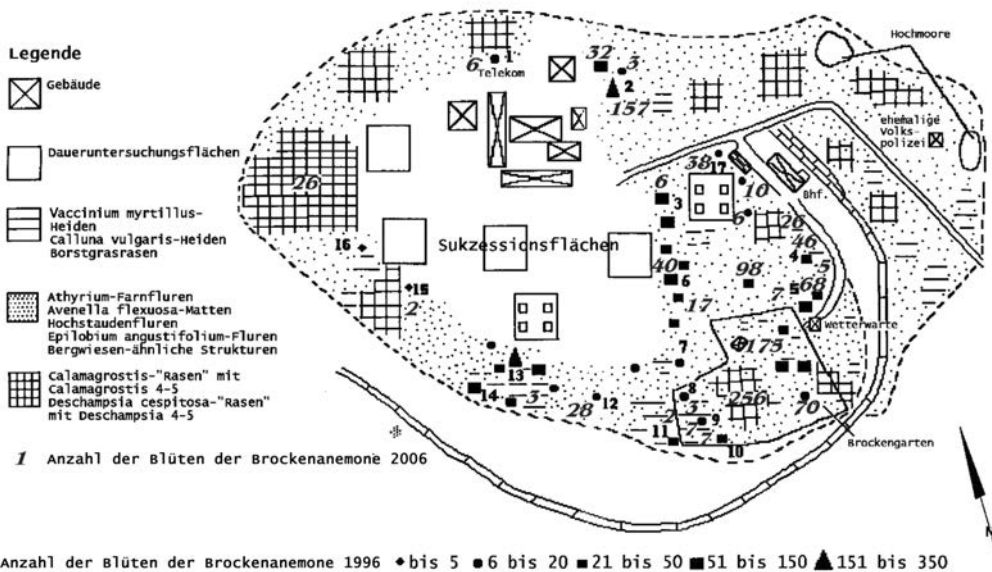 Legende
Gebäude
Daueruntersuchungsflächen
Vaccinium myrtillus-
Heiden
Calluna vulgaris-Heiden
Borstgrasrasen
Athyrium-Farnfluren
Avenella flexuosa-Matten
Hochstaudenfluren
Epilobium angustifolium-Fluren
Bergwiesen-ähnliche Strukturen
Calamagrostis-"Rasen" mit
Calamagrostis 4-5
Deschampsia cespitosa-"Rasen"
mit Deschampsia 4-5
1 Anzahl der Blüten der Brockenanemone 2006
6 1
Telekom
32 3
2
157
Hochmoore
ehemalige
Volks-
polizei
26
38
17
10
Bhf.
6
3
6
26
46
4
5
16
Sukzessionsflächen
40
6
98
68
7 5
15
2
17
Wetterwarte
7
175
13
14
3
28
12
8
3
2
9
7
7
11
10
256
70
Brockengarten
N
Anzahl der Blüten der Brockenanemone 1996 bis 5 6 bis 20 21 bis 50 51 bis 150 151 bis 350